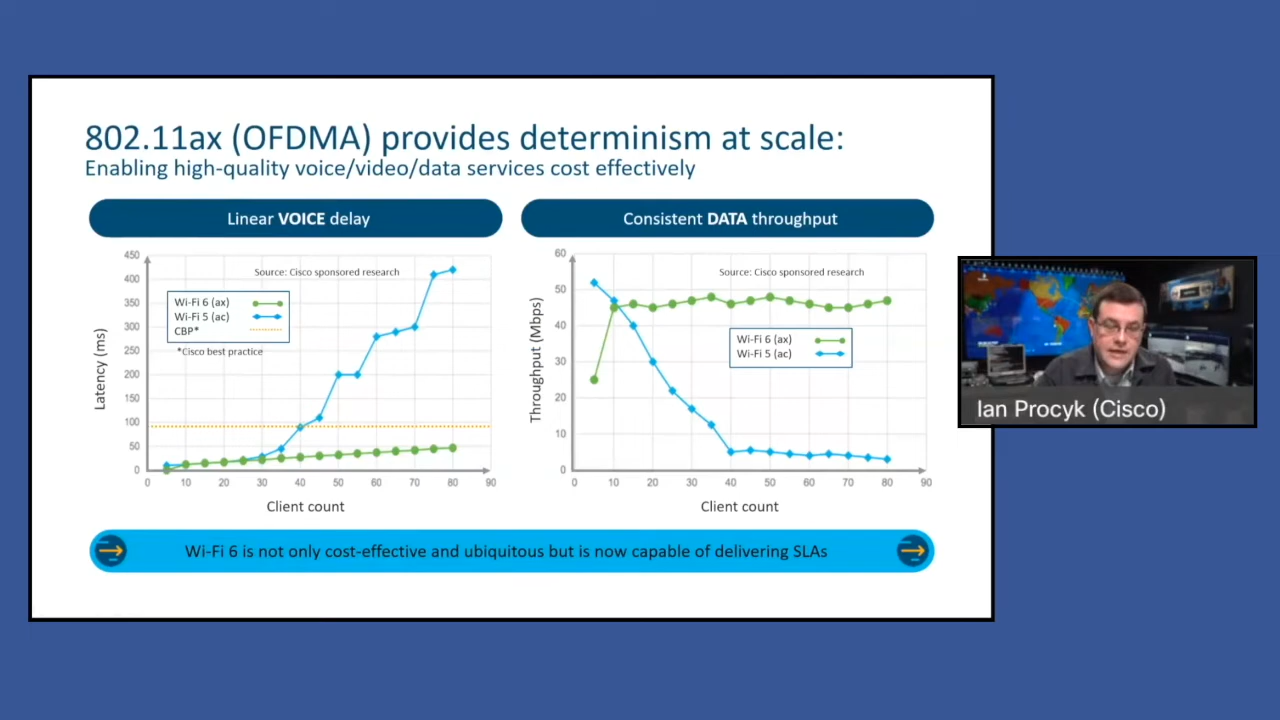 802.11ax (OFDMA) provides determinism at scale:
Enabling high-quality voice/video/data services cost effectively
Linear VOICE delay
Consistent DATA throughput
450
400
350
300
250
200
150
100
50
0
Latency (ms)
Source: Cisco sponsored research
Wi-Fi 6 (ax)
Wi-Fi 5 (ac)
CBP*
*Cisco best practice
0 10 20 30 40 50 60 70 80 90
Client count
60
50
40
30
20
10
0
Throughput (Mbps)
Source: Cisco sponsored research
Wi-Fi 6 (ax)
Wi-Fi 5 (ac)
0 10 20 30 40 50 60 70 80 90
Client count
Wi-Fi 6 is not only cost-effective and ubiquitous but is now capable of delivering SLAs
Ian Procyk (Cisco)